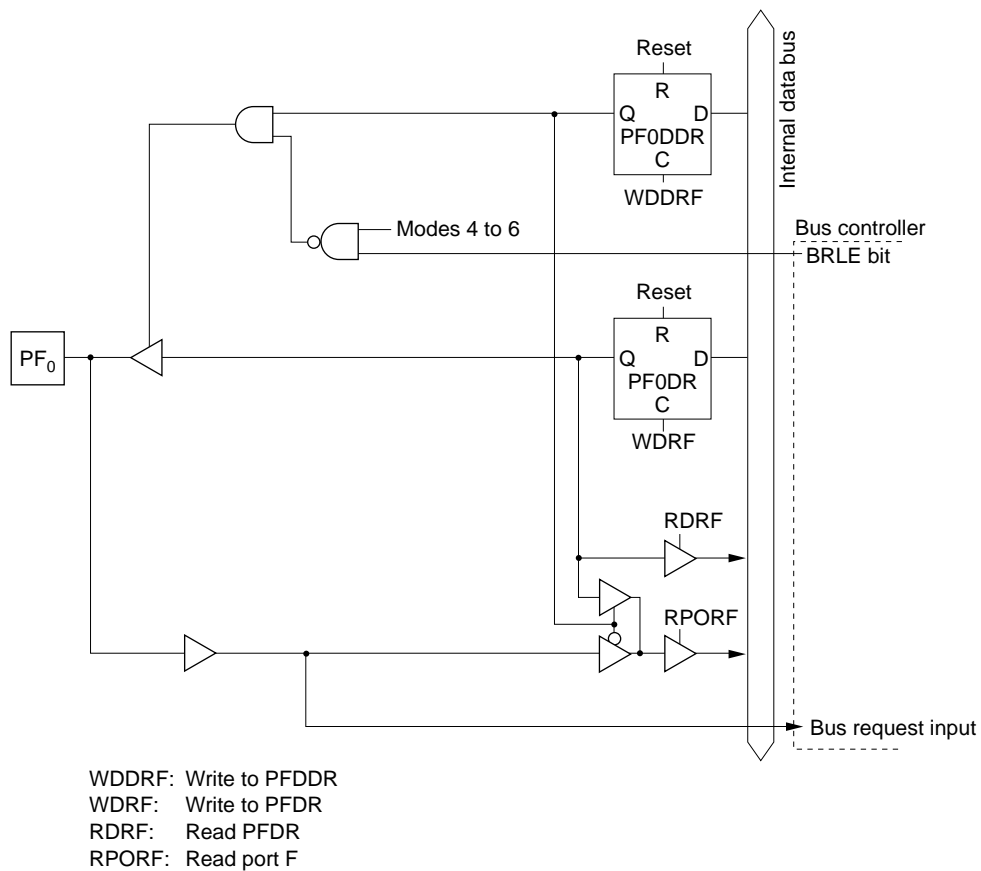 Reset
R
Q D
PF0DDR
C
WDDRF
Internal data bus
Modes 4 to 6
Bus controller
BRLE bit
Reset
R
PF0
Q D
PF0DR
C
WDRF
RDRF
RPORF
Bus request input
WDDRF: Write to PFDDR
WDRF: Write to PFDR
RDRF: Read PFDR
RPORF: Read port F